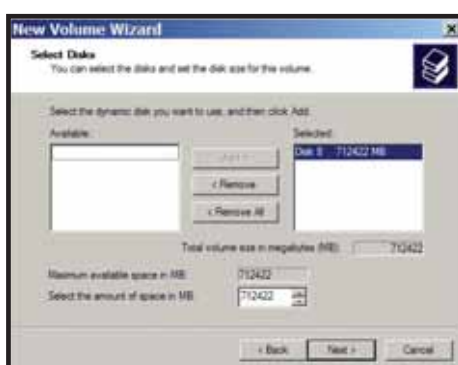 New Volume Wizard
Select Disks
You can select the disks and set the disk size for this volume.
Select the dynamic disk you want to use, and then click Add.
Available:
Selected:
Add >
712422 MB
< Remove
< Remove All
Total volume size in megabytes (MB):
712422
Maximum available space in MB:
712422
Select the amount of space in MB:
712422
< Back
Next >
Cancel